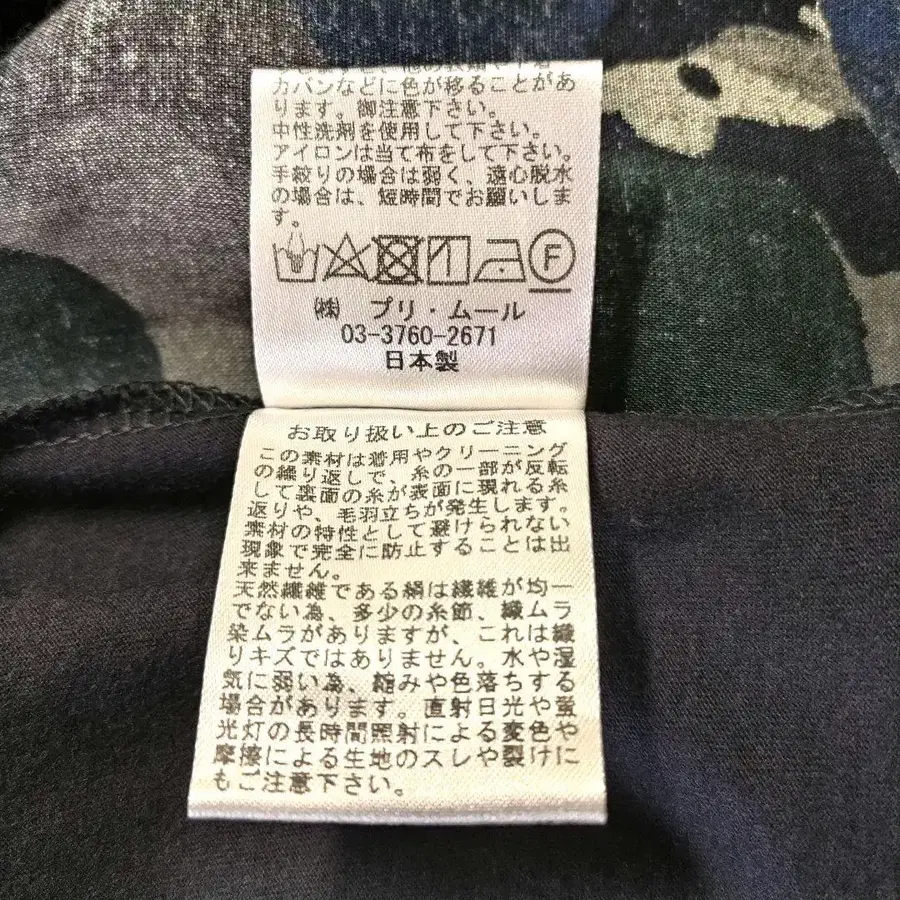 カバンなどに色が移ることがあ
ります。御注意下さい。
中性洗剤を使用して下さい。
アイロンは当て布をして下さい。
手絞りの場合は弱く、遠心脱水
の場合は、短時間でお願いしま
す。
F
㈱ プリ・ムール
03-3760-2671
日本製
お取り扱い上のご注意
この素材は着用やクリーニング
の繰り返しで、糸の一部が反転
して裏面の糸が表面に現れる糸
返りや、毛羽立ちが発生します。
素材の特性として避けられない
現象で完全に防止することは出
来ません。
天然繊維である絹は繊維が均一
でない為、多少の糸節、織ムラ
染ムラがありますが、これは織
りキズではありません。水や湿
気に弱い為、縮みや色落ちする
場合があります。直射日光や蛍
光灯の長時間照射による変色や
摩擦による生地のスレや裂けに
もご注意下さい。